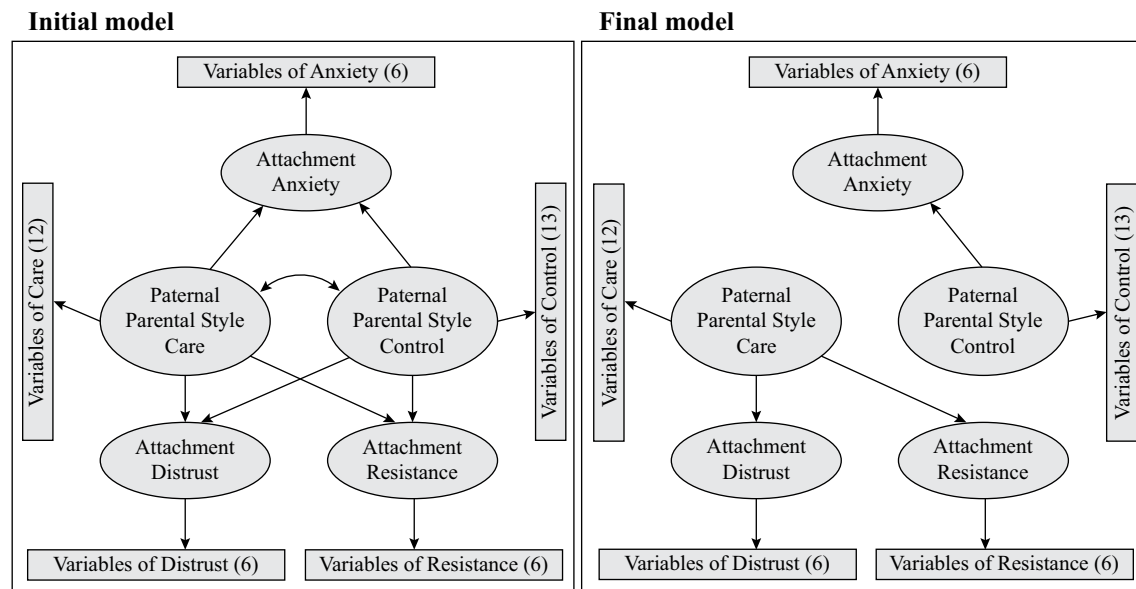 Initial model
Variables of Anxiety (6)
Attachment
Anxiety
Variables of Care (12)
Paternal
Parental Style
Care
Paternal
Parental Style
Control
Variables of Control (13)
Attachment
Distrust
Attachment
Resistance
Variables of Distrust (6)
Variables of Resistance (6)
Final model
Variables of Anxiety (6)
Attachment
Anxiety
Variables of Care (12)
Paternal
Parental Style
Care
Paternal
Parental Style
Control
Variables of Control (13)
Attachment
Distrust
Attachment
Resistance
Variables of Distrust (6)
Variables of Resistance (6)